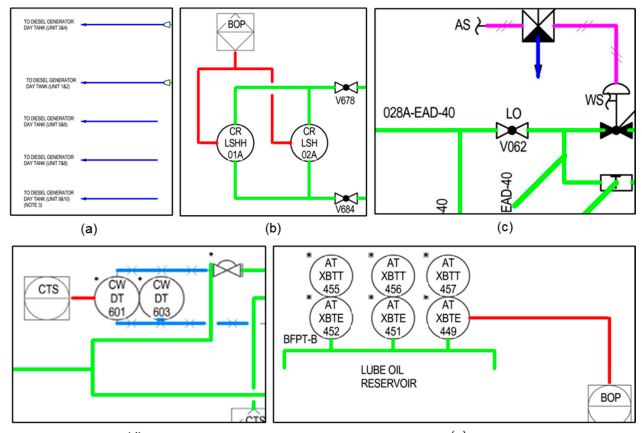 TO DIESEL GENERATOR
DAY TANK (UNIT 3&4)
TO DIESEL GENERATOR
DAY TANK (UNIT 1&2)
TO DIESEL GENERATOR
DAY TANK (UNIT 5&6)
TO DIESEL GENERATOR
DAY TANK (UNIT 7&8)
TO DIESEL GENERATOR
DAY TANK (UNIT 9&10)
(NOTE 3)
(a)
BOP
V678
CR
LSHH
01A
CR
LSH
02A
V684
(b)
AS
WS
028A-EAD-40
LO
V062
EAD-40
-40
T
(c)
CTS
* CW
DT
601
* CW
DT
603
*
CTS
* AT
XBTT
455
* AT
XBTT
456
* AT
XBTT
457
* AT
XBTE
452
* AT
XBTE
451
* AT
XBTE
449
BFPT-B
LUBE OIL
RESERVOIR
BOP